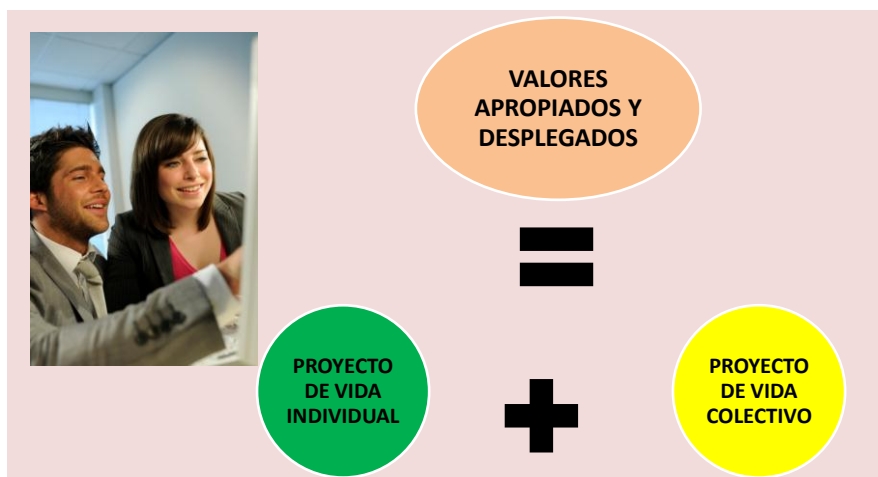 VALORES
APROPIADOS Y
DESPLEGADOS
=
PROYECTO
DE VIDA
INDIVIDUAL
+
PROYECTO
DE VIDA
COLECTIVO